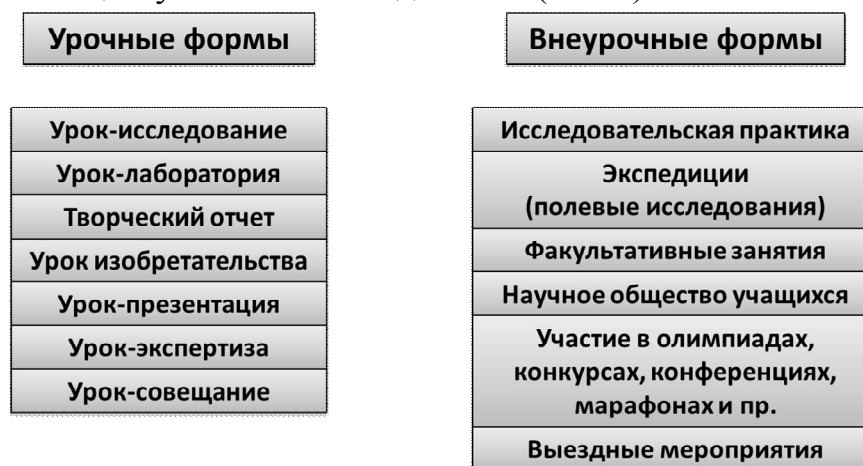 Урочные формы
Внеурочные формы
Урок-исследование
Урок-лаборатория
Творческий отчет
Урок изобретательства
Урок-презентация
Урок-экспертиза
Урок-совещание
Исследовательская практика
Экспедиции
(полевые исследования)
Факультативные занятия
Научное общество учащихся
Участие в олимпиадах,
конкурсах, конференциях,
марафонах и пр.
Выездные мероприятия